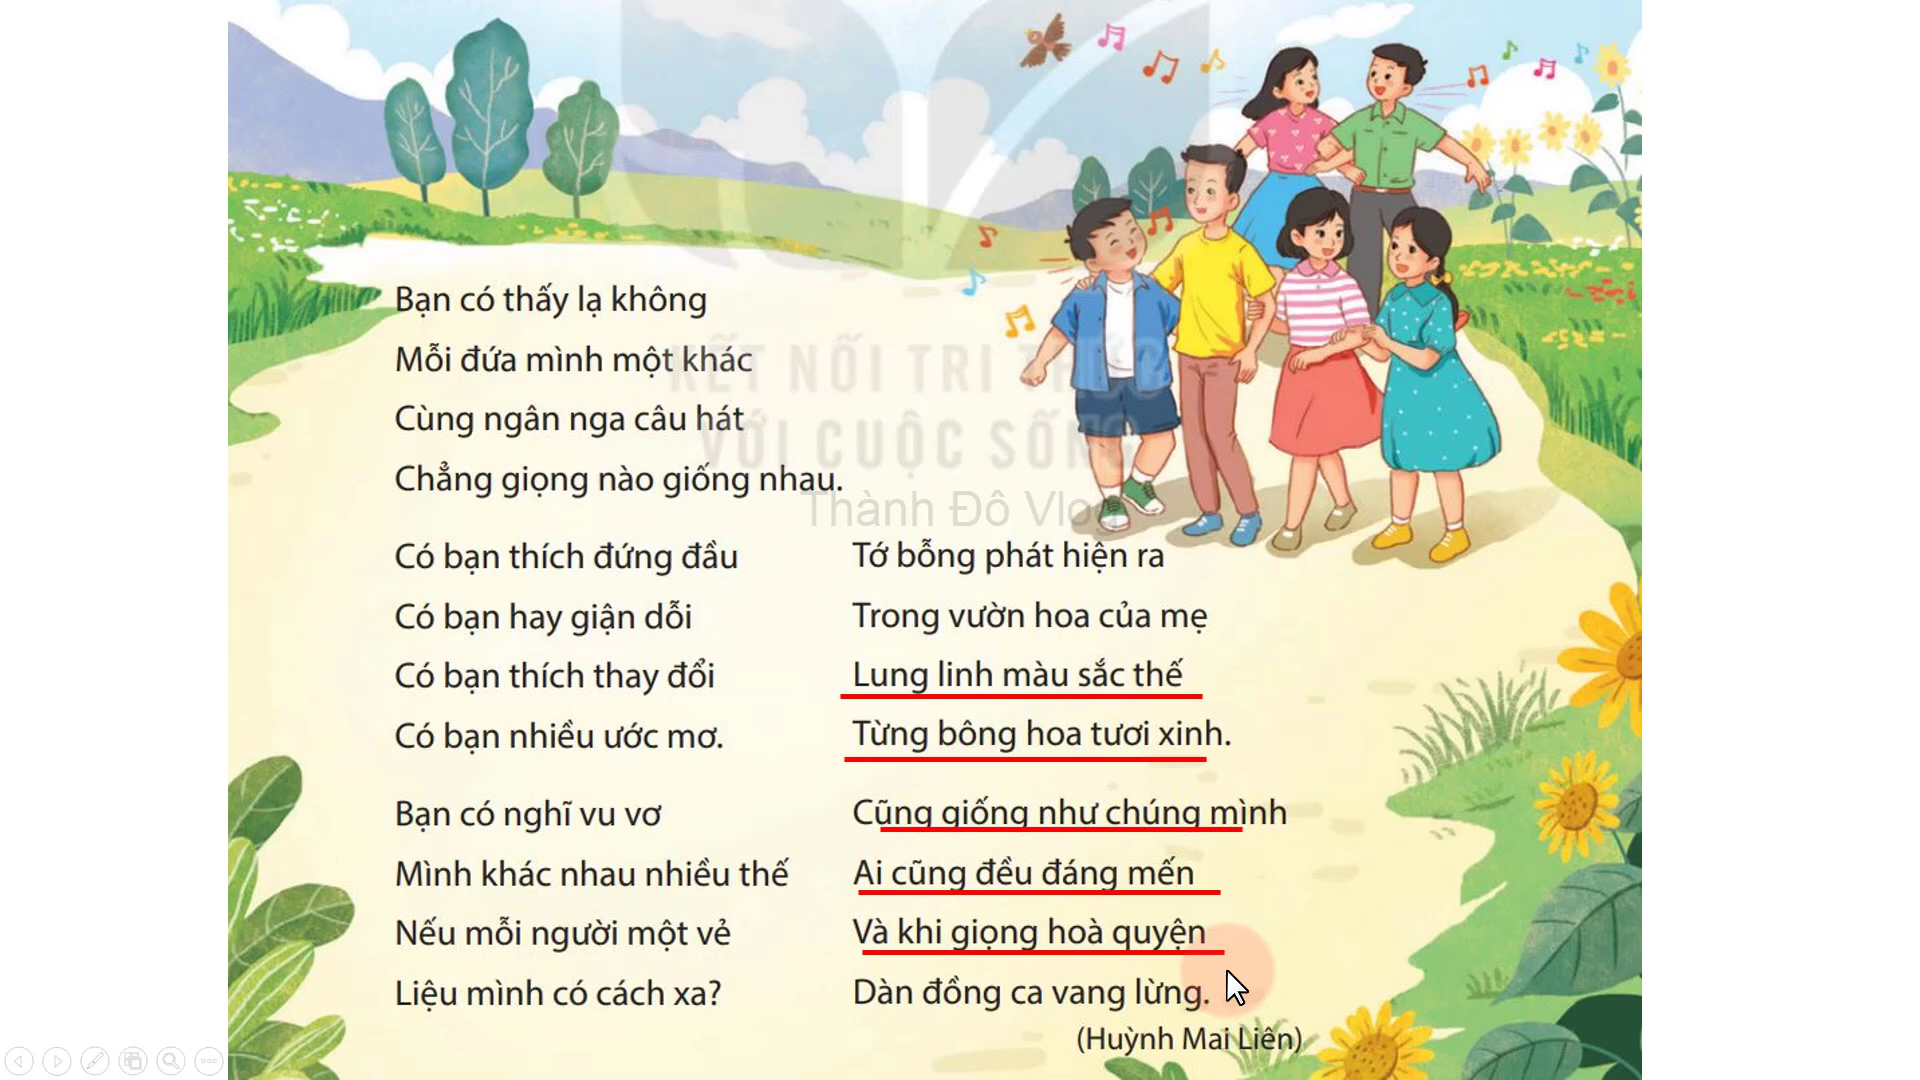 Bạn có thấy lạ không
Mỗi đứa mình một khác
Cùng ngân nga câu hát
Chẳng giọng nào giống nhau.
Có bạn thích đứng đầu
Có bạn hay giận dỗi
Có bạn thích thay đổi
Có bạn nhiều ước mơ.
Bạn có nghĩ vu vơ
Mình khác nhau nhiều thế
Nếu mỗi người một vẻ
Liệu mình có cách xa?
Tớ bỗng phát hiện ra
Trong vườn hoa của mẹ
Lung linh màu sắc thế
Từng bông hoa tươi xinh.
Cũng giống như chúng mình
Ai cũng đều đáng mến
Và khi giọng hoà quyện
Dàn đồng ca vang lừng.
(Huỳnh Mai Liên)
KẾT NỐI TRI THỨC
VỚI CUỘC SỐNG
Thành Đô Vlog